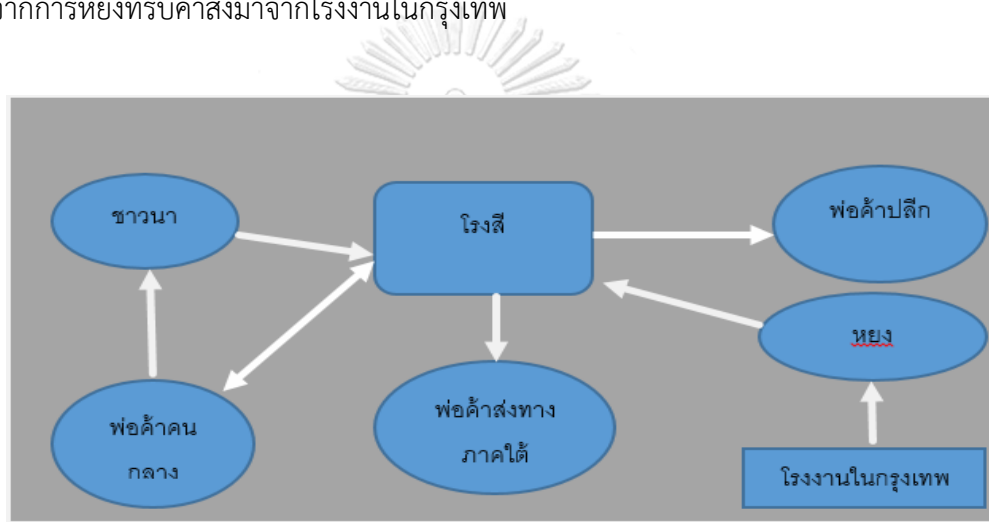 จากการหยงที่รับคำสั่งมาจากโรงงานในกรุงเทพ
ชาวนา
โรงสี
พ่อค้าปลีก
หยง
พ่อค้าคน
กลาง
พ่อค้าส่งทาง
ภาคใต้
โรงงานในกรุงเทพ